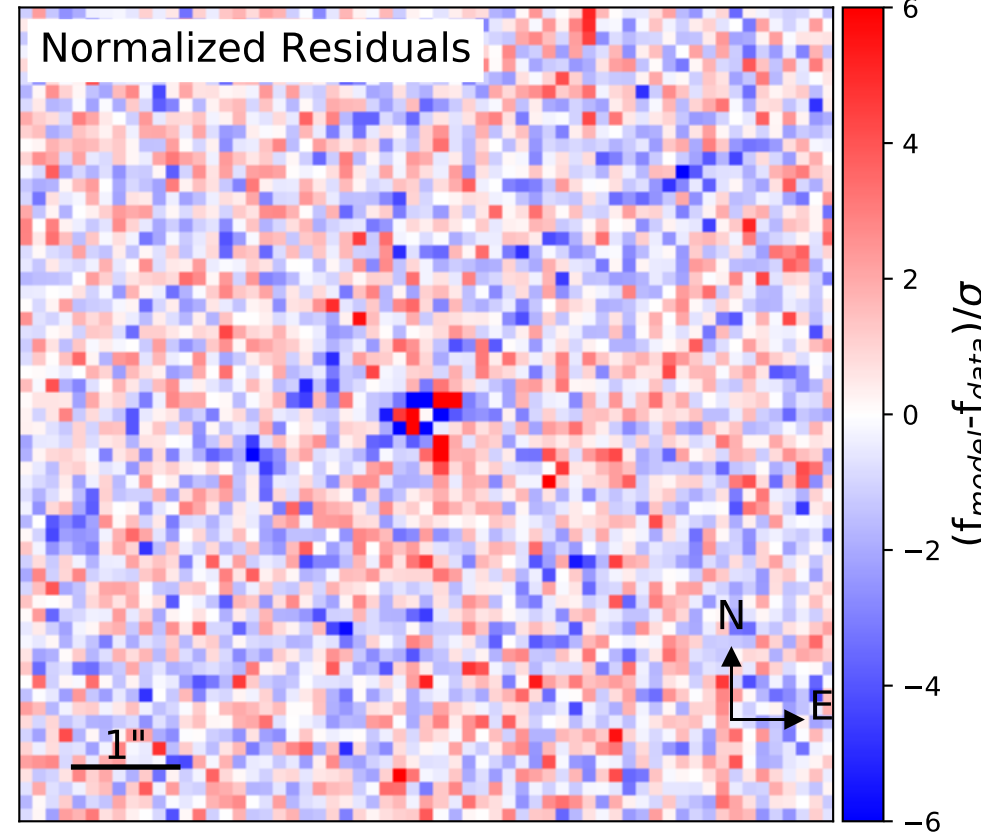 Normalized Residuals
6
4
2
0
−2
−4
−6
(f_model-f_data)/σ
N
E
1"